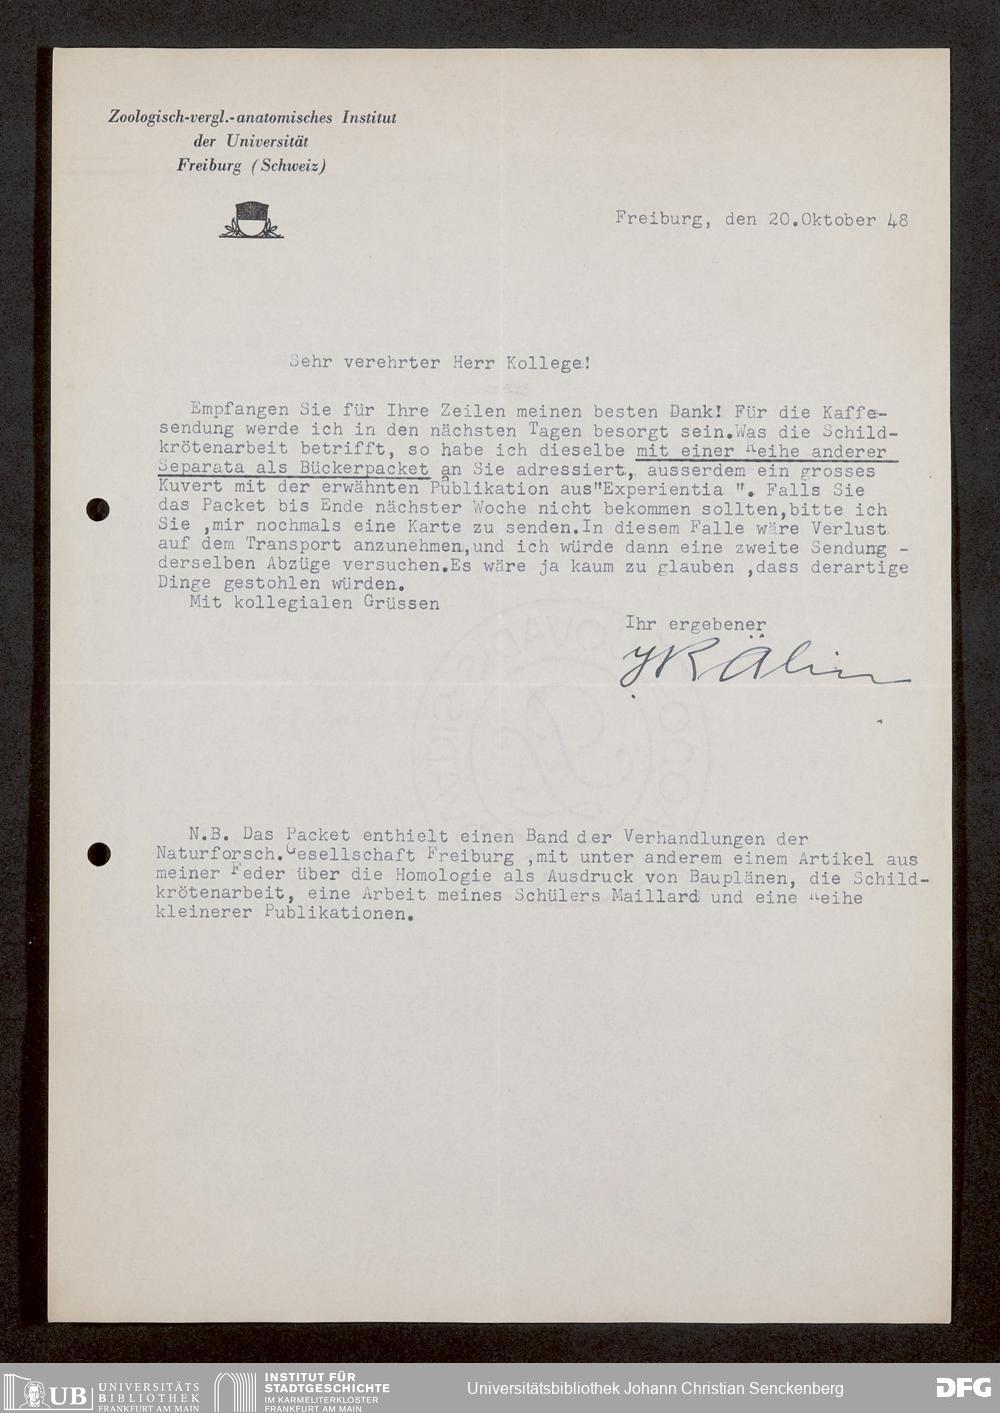 Zoologisch-vergl.-anatomisches Institut
der Universität
Freiburg (Schweiz)
Freiburg, den 20.Oktober 48
Sehr verehrter Herr Kollege!
Empfangen Sie für Ihre Zeilen meinen besten Dank! Für die Kaffe-
sendung werde ich in den nächsten Tagen besorgt sein.Was die Schild-
krötenarbeit betrifft, so habe ich dieselbe mit einer Reihe anderer
Separata als Bückerpacket an Sie adressiert, ausserdem ein grosses
Kuvert mit der erwähnten Publikation aus"Experientia ". Falls Sie
das Packet bis Ende nächster Woche nicht bekommen sollten,bitte ich
Sie ,mir nochmals eine Karte zu senden.In diesem Falle wäre Verlust
auf dem Transport anzunehmen,und ich würde dann eine zweite Sendung -
derselben Abzüge versuchen.Es wäre ja kaum zu glauben ,dass derartige
Dinge gestohlen würden.
Mit kollegialen Grüssen
Ihr ergebener
J Kälin
N.B. Das Packet enthielt einen Band der Verhandlungen der
Naturforsch.Gesellschaft Freiburg ,mit unter anderem einem Artikel aus
meiner Feder über die Homologie als Ausdruck von Bauplänen, die Schild-
krötenarbeit, eine Arbeit meines Schülers Maillard und eine Reihe
kleinerer Publikationen.
UB UNIVERSITÄTS
BIBLIOTHEK
FRANKFURT AM MAIN
INSTITUT FÜR
STADTGESCHICHTE
IM KARMELITERKLOSTER
FRANKFURT AM MAIN
Universitätsbibliothek Johann Christian Senckenberg
DFG